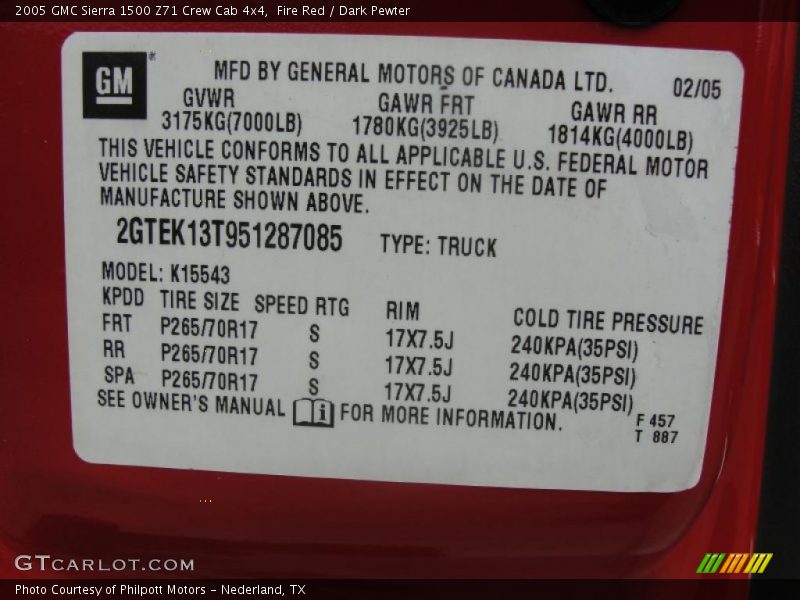 2005 GMC Sierra 1500 Z71 Crew Cab 4x4, Fire Red / Dark Pewter
GM
MFD BY GENERAL MOTORS OF CANADA LTD. 02/05
GVWR GAWR FRT GAWR RR
3175KG(7000LB) 1780KG(3925LB) 1814KG(4000LB)
THIS VEHICLE CONFORMS TO ALL APPLICABLE U.S. FEDERAL MOTOR
VEHICLE SAFETY STANDARDS IN EFFECT ON THE DATE OF
MANUFACTURE SHOWN ABOVE.
2GTEK13T951287085 TYPE: TRUCK
MODEL: K15543
KPDD TIRE SIZE SPEED RTG RIM COLD TIRE PRESSURE
FRT P265/70R17 S 17X7.5J 240KPA(35PSI)
RR P265/70R17 S 17X7.5J 240KPA(35PSI)
SPA P265/70R17 S 17X7.5J 240KPA(35PSI)
SEE OWNER'S MANUAL i FOR MORE INFORMATION.
F 457
T 887
GTCARLOT.COM
Photo Courtesy of Philpott Motors - Nederland, TX